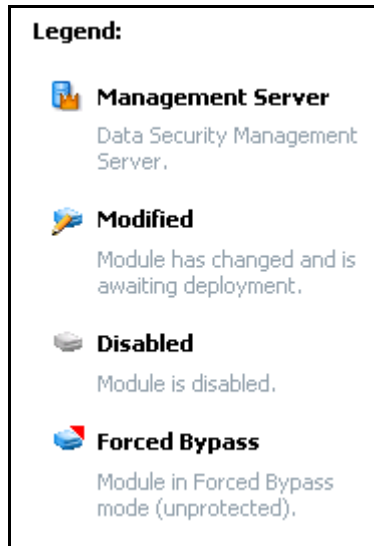 Legend:
Management Server
Data Security Management
Server.
Modified
Module has changed and is
awaiting deployment.
Disabled
Module is disabled.
Forced Bypass
Module in Forced Bypass
mode (unprotected).